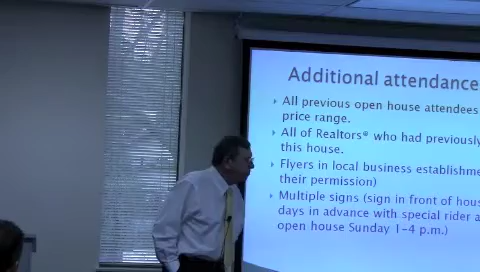 Additional attendance
All previous open house attendees
price range.
All of Realtors® who had previously
this house.
Flyers in local business
their permission)
Multiple signs (sign in front of
days in advance with special rider
open house Sunday 1-4 p.m.)